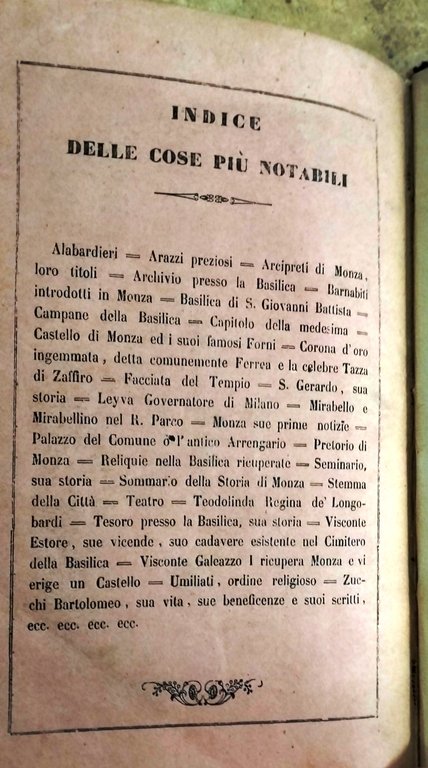 INDICE
DELLE COSE PIÙ NOTABILI
Alabardieri = Arazzi preziosi = Arcipreti di Monza,
loro titoli = Archivio presso la Basilica = Barnabiti
introdotti in Monza = Basilica di S. Giovanni Battista =
Campane della Basilica = Capitolo della medesima =
Castello di Monza ed i suoi famosi Forni = Corona d'oro
ingemmata, detta comunemente Ferrea e la celebre Tazza
di Zaffiro = Facciata del Tempio = S. Gerardo, sua
storia = Leyva Governatore di Milano = Mirabello e
Mirabellino nel R. Parco = Monza sue prime notizie =
Palazzo del Comune o l'antico Arrengario = Pretorio di
Monza = Reliquie nella Basilica ricuperate = Seminario,
sua storia = Sommario della Storia di Monza = Stemma
della Città = Teatro = Teodolinda Regina de' Longo-
bardi = Tesoro presso la Basilica, sua storia = Visconte
Estore, sue vicende, suo cadavere esistente nel Cimitero
della Basilica = Visconte Galeazzo I ricupera Monza e vi
erige un Castello = Umiliati, ordine religioso = Zuc-
chi Bartolomeo, sua vita, sue beneficenze e suoi scritti,
ecc. ecc. ecc. ecc.